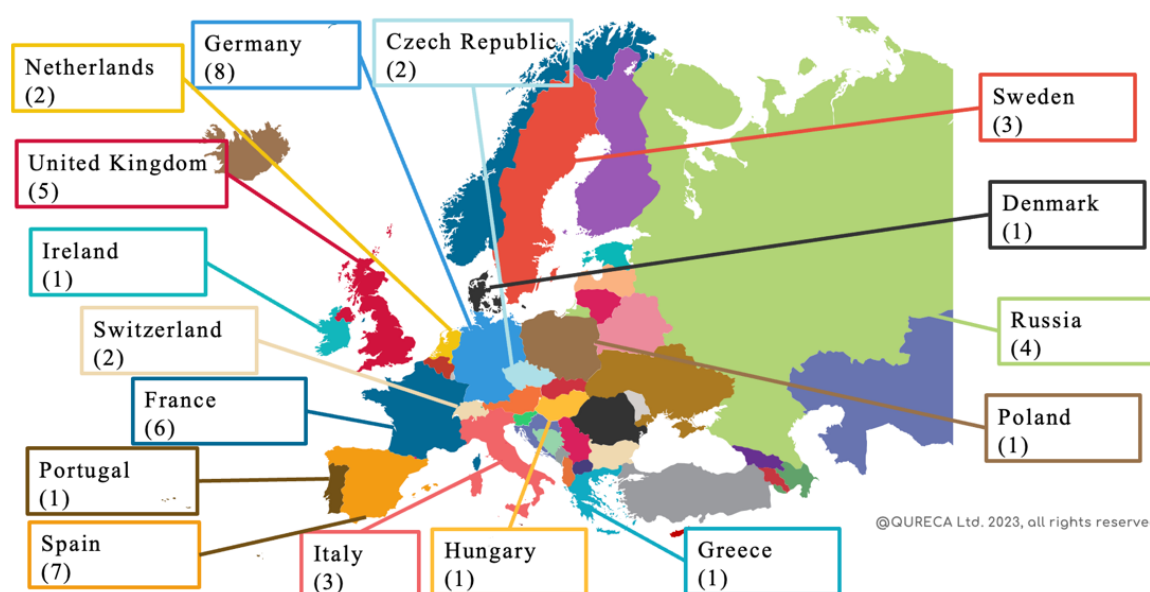 Germany
(8)
Czech Republic
(2)
Netherlands
(2)
Sweden
(3)
United Kingdom
(5)
Denmark
(1)
Ireland
(1)
Switzerland
(2)
Russia
(4)
France
(6)
Poland
(1)
Portugal
(1)
@QURECA Ltd. 2023, all rights reserve
Spain
(7)
Italy
(3)
Hungary
(1)
Greece
(1)